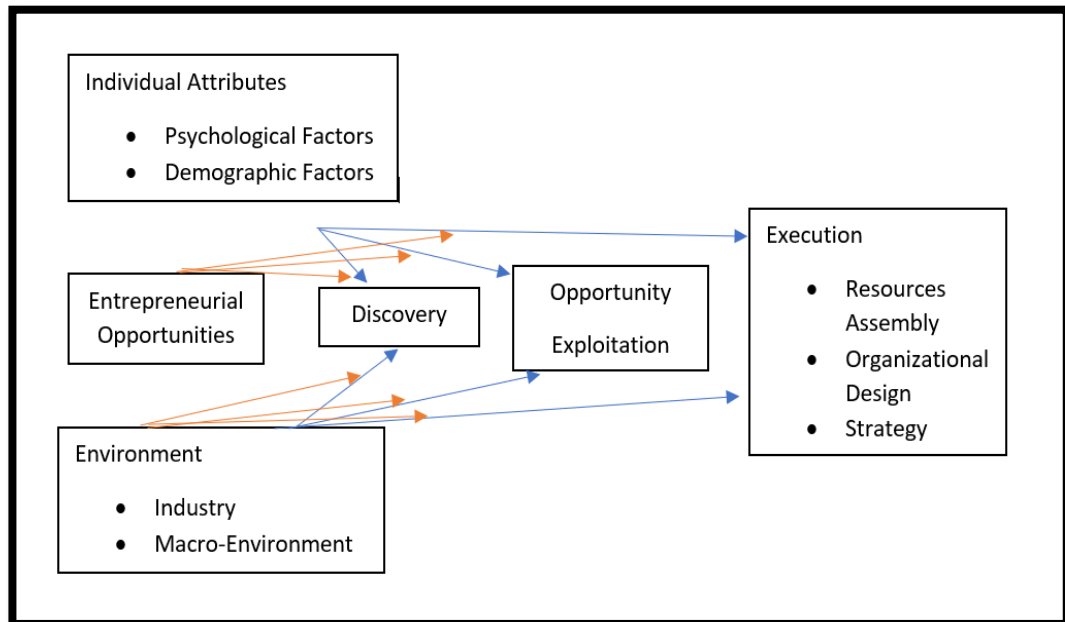 Individual Attributes
● Psychological Factors
● Demographic Factors
Entrepreneurial
Opportunities
Discovery
Opportunity
Exploitation
Execution
● Resources
Assembly
● Organizational
Design
● Strategy
Environment
● Industry
● Macro-Environment